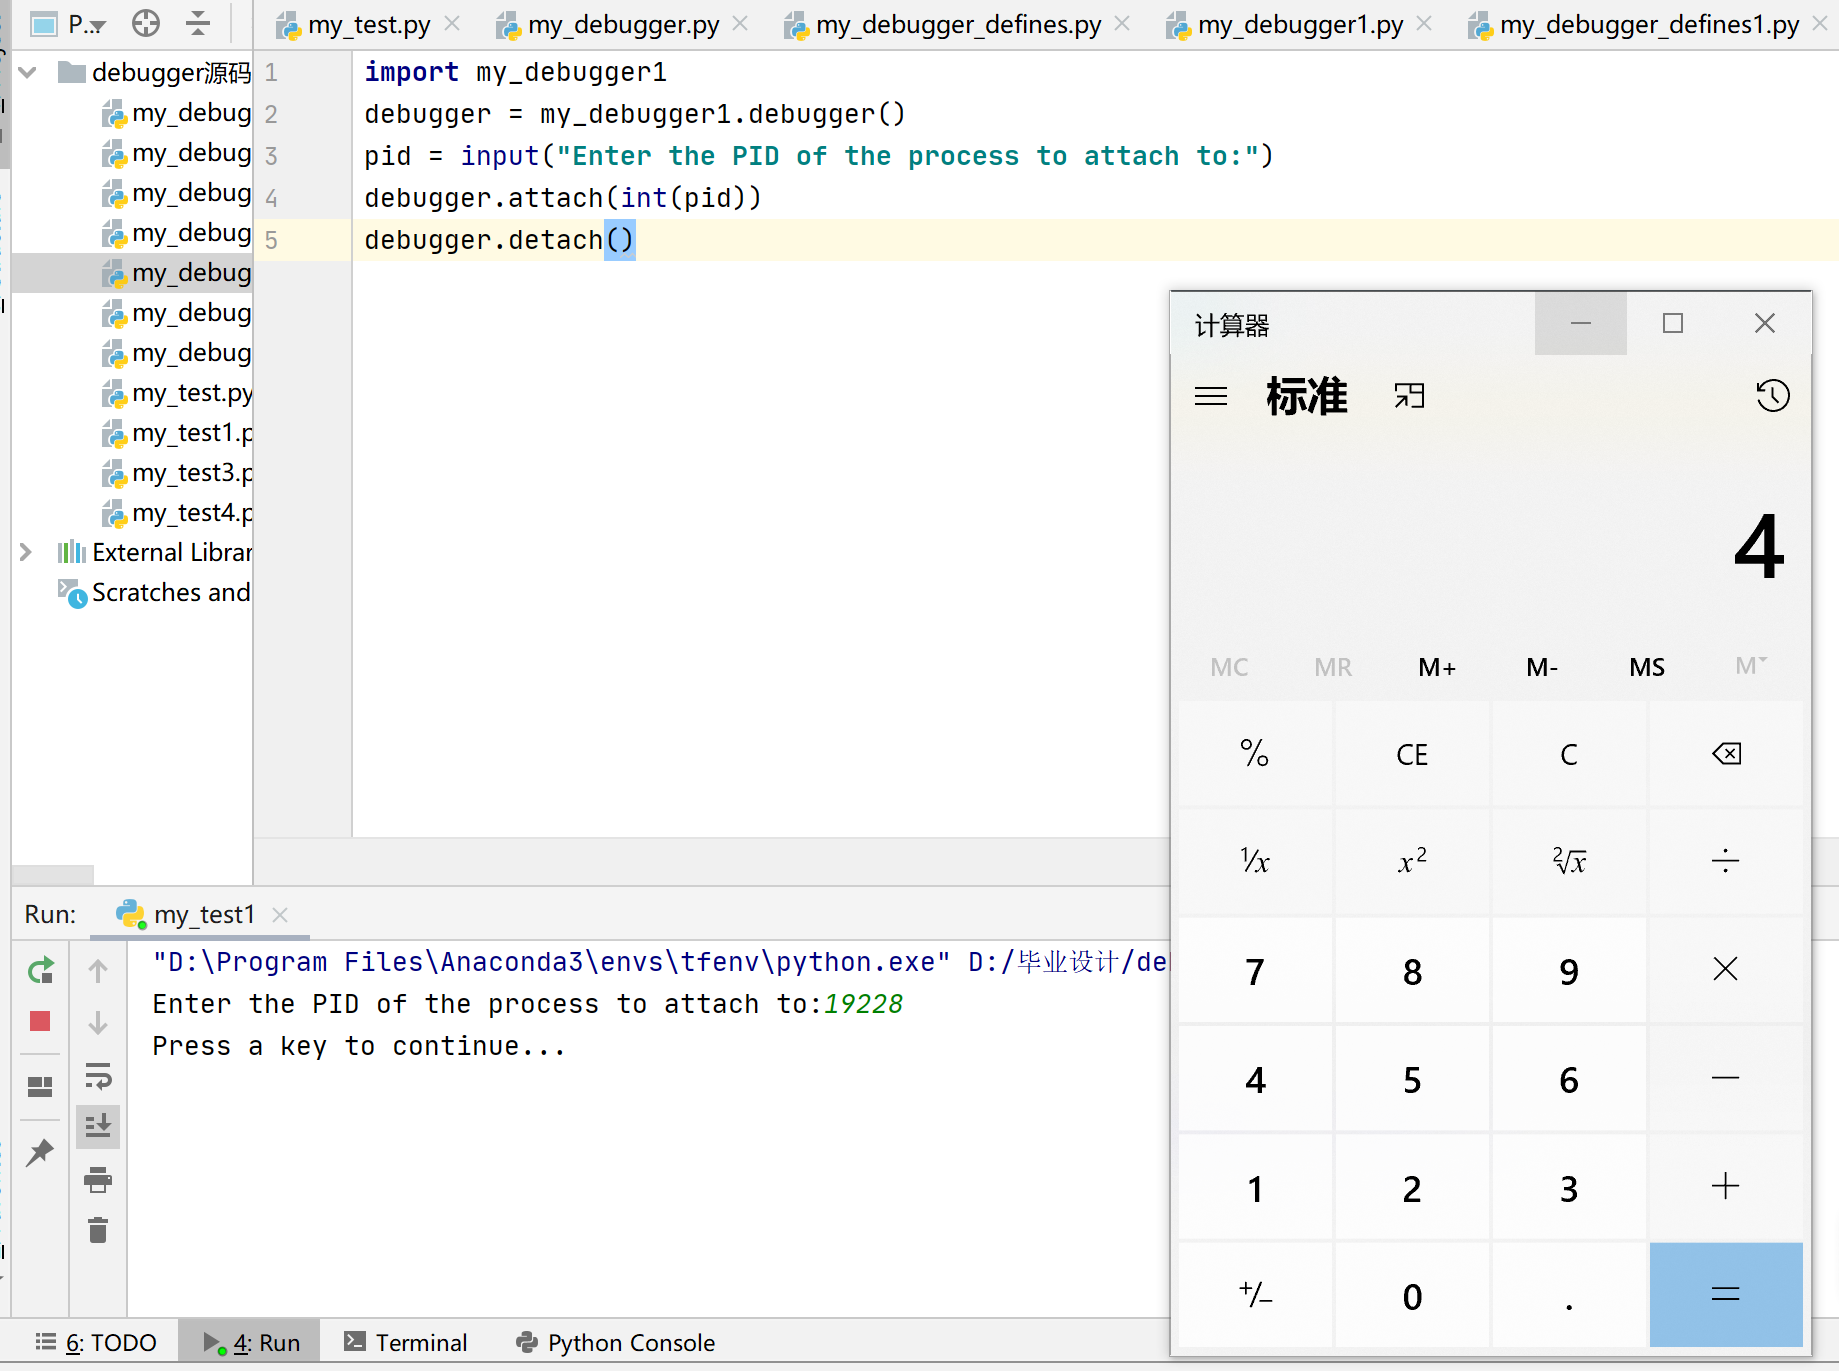 P...
my_test.py
my_debugger.py
my_debugger_defines.py
my_debugger1.py
my_debugger_defines1.py
debugger源码
my_debug
my_debug
my_debug
my_debug
my_debug
my_debug
my_debug
my_test.py
my_test1.p
my_test3.p
my_test4.p
External Librar
Scratches and
1 import my_debugger1
2 debugger = my_debugger1.debugger()
3 pid = input("Enter the PID of the process to attach to:")
4 debugger.attach(int(pid))
5 debugger.detach()
计算器
标准
4
MC MR M+ M- MS M
% CE C
1/x x² ²√x ÷
7 8 9 ×
4 5 6 −
1 2 3 +
+/− 0 . =
Run: my_test1
"D:\Program Files\Anaconda3\envs\tfenv\python.exe" D:/毕业设计/de
Enter the PID of the process to attach to:19228
Press a key to continue...
6: TODO 4: Run Terminal Python Console